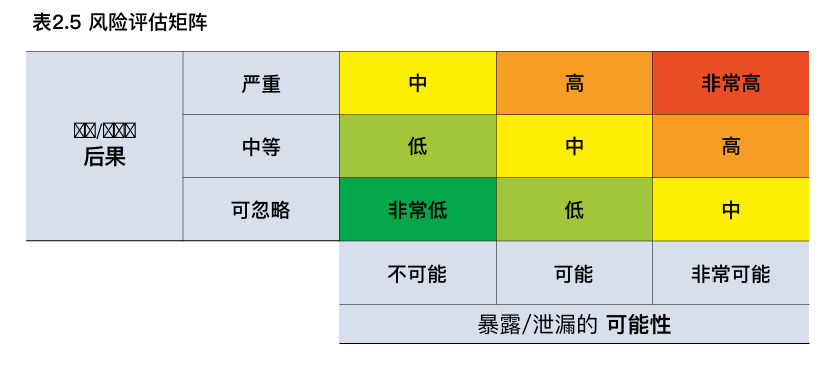 表2.5 风险评估矩阵
严重 中 高 非常高
/
后果
中等 低 中 高
可忽略 非常低 低 中
不可能 可能 非常可能
暴露/泄漏的 可能性